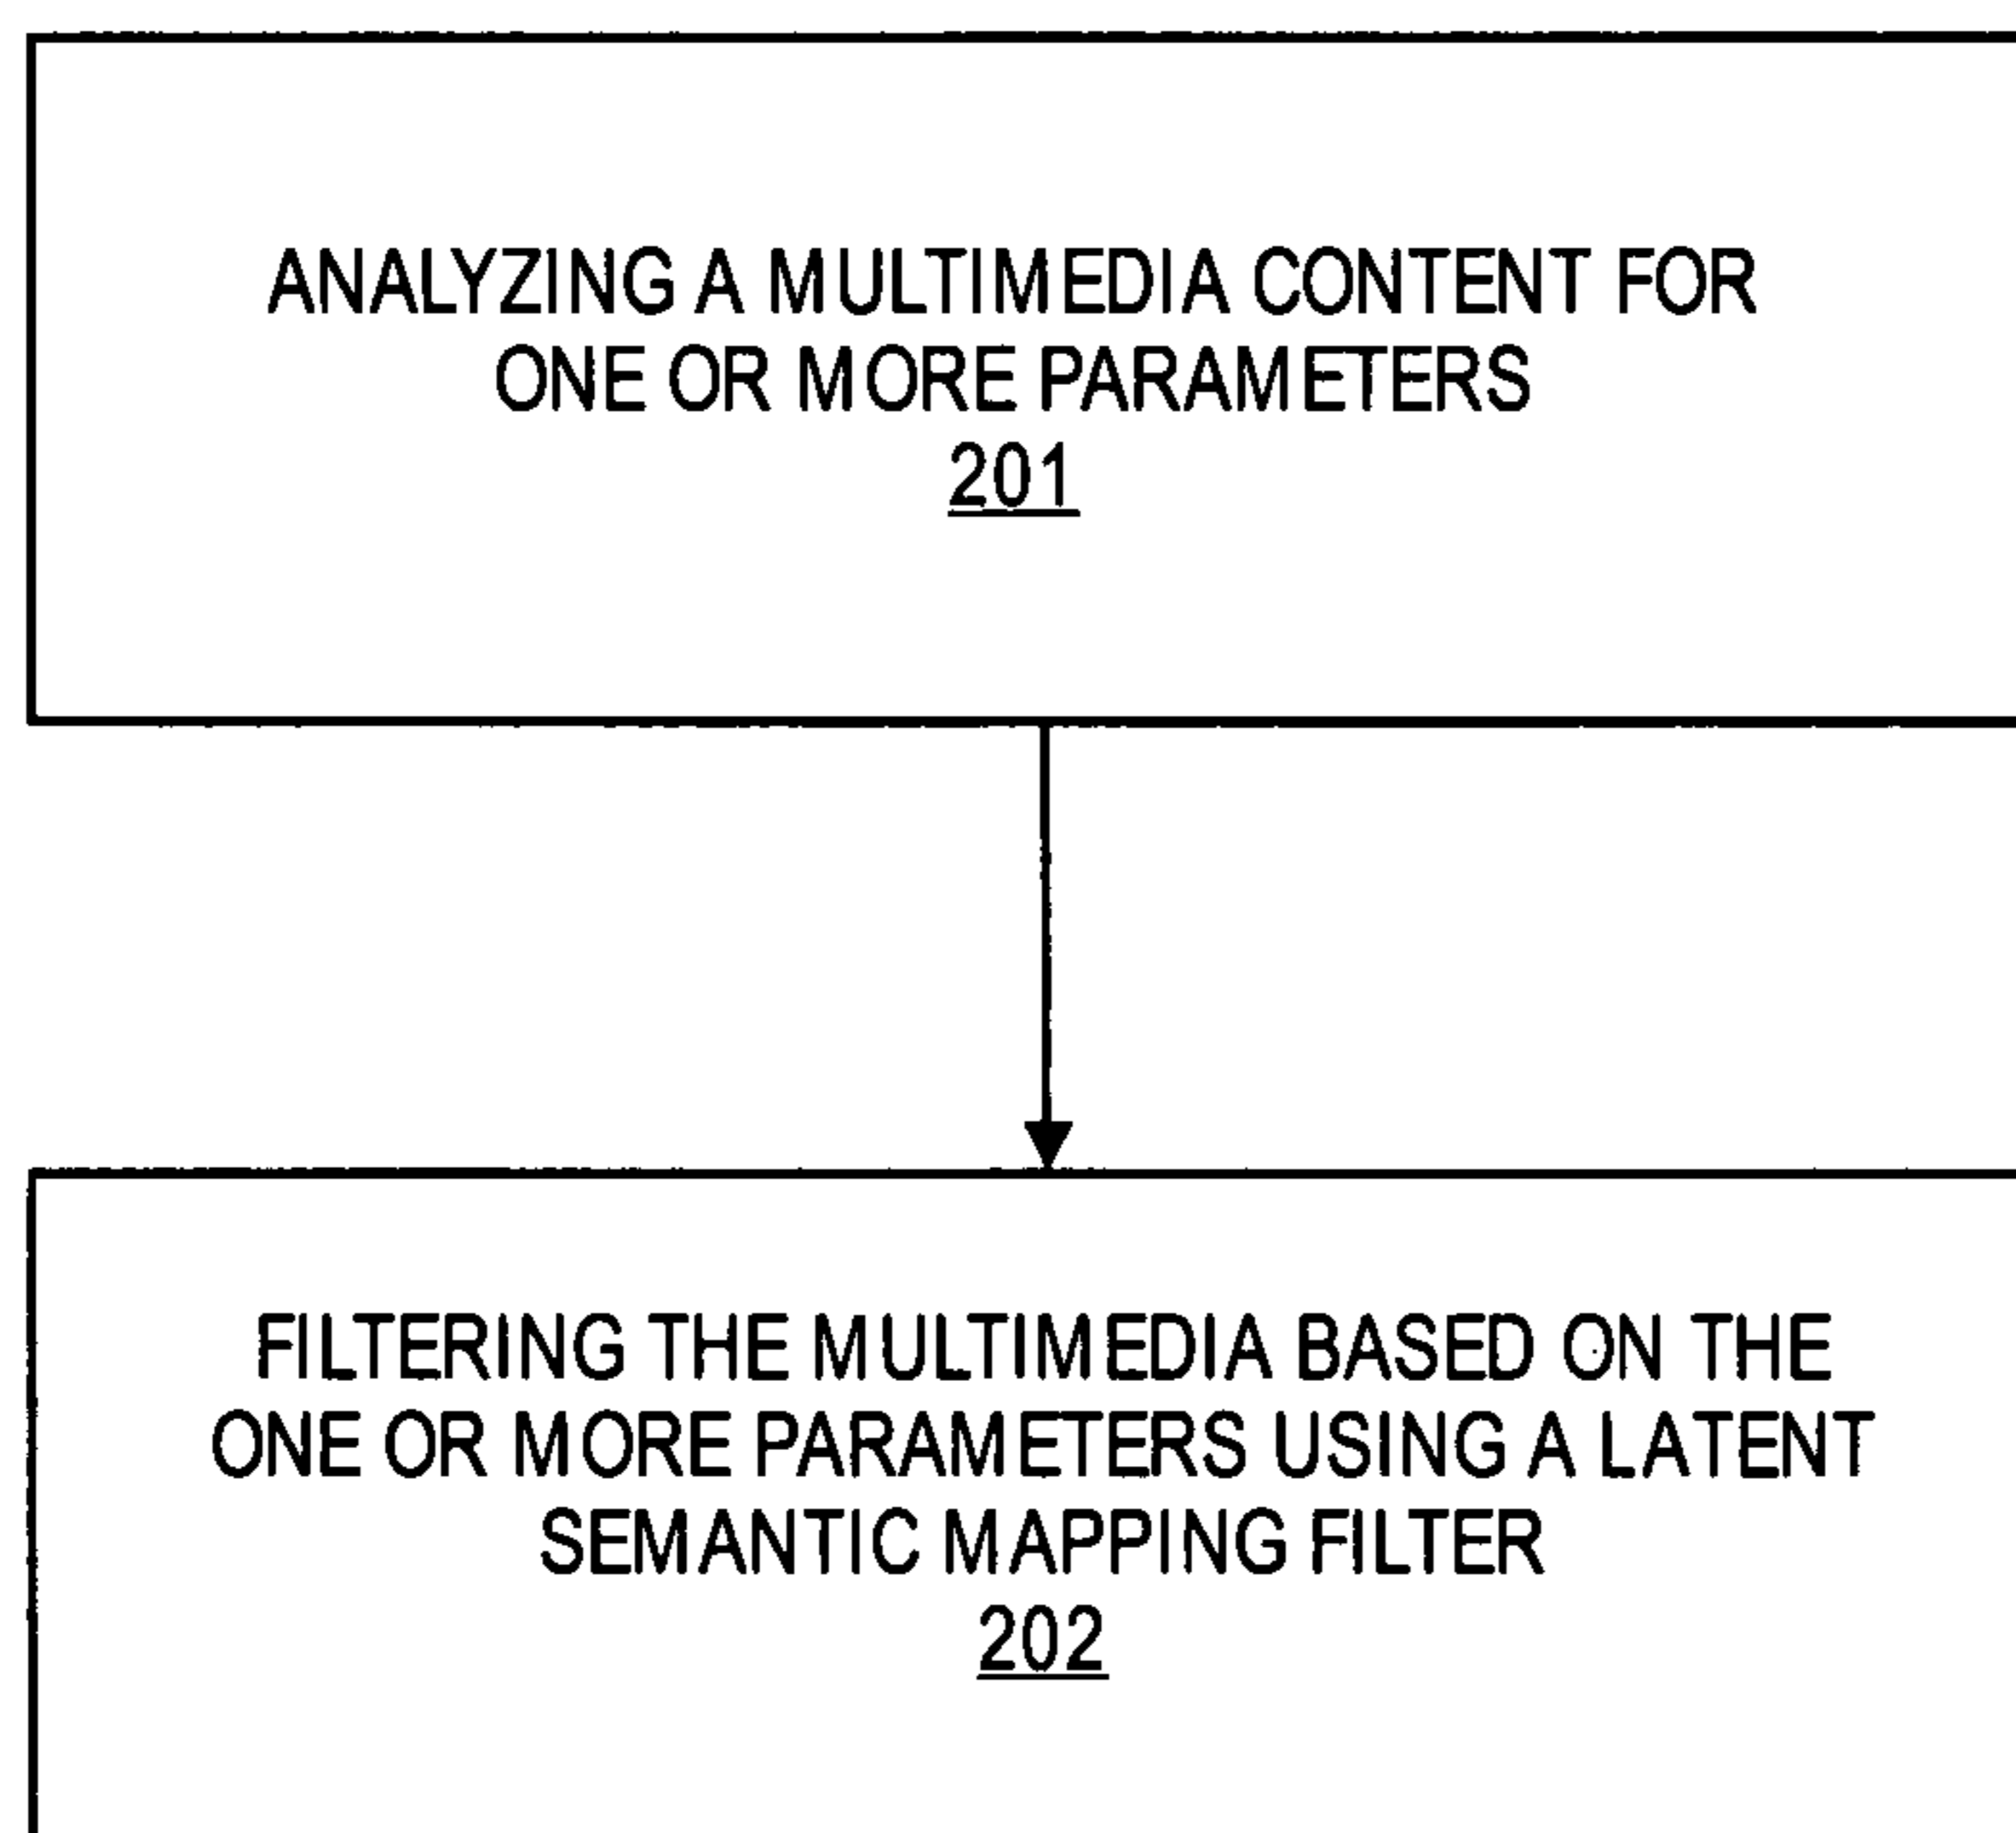 ANALYZING A MULTIMEDIA CONTENT FOR
ONE OR MORE PARAMETERS
201
FILTERING THE MULTIMEDIA BASED ON THE
ONE OR MORE PARAMETERS USING A LATENT
SEMANTIC MAPPING FILTER
202